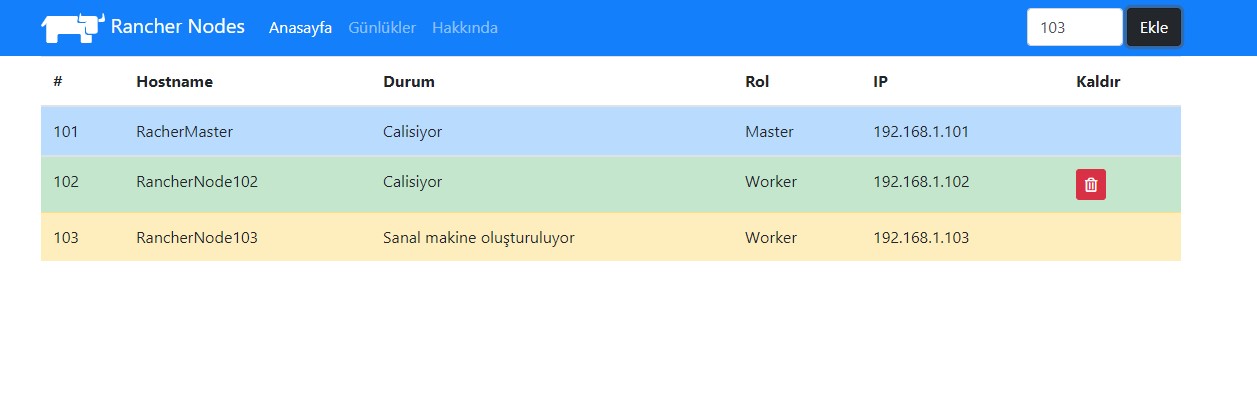 Rancher Nodes Anasayfa Günlükler Hakkında 103 Ekle
# Hostname Durum Rol IP Kaldır
101 RacherMaster Calisiyor Master 192.168.1.101
102 RancherNode102 Calisiyor Worker 192.168.1.102
103 RancherNode103 Sanal makine oluşturuluyor Worker 192.168.1.103